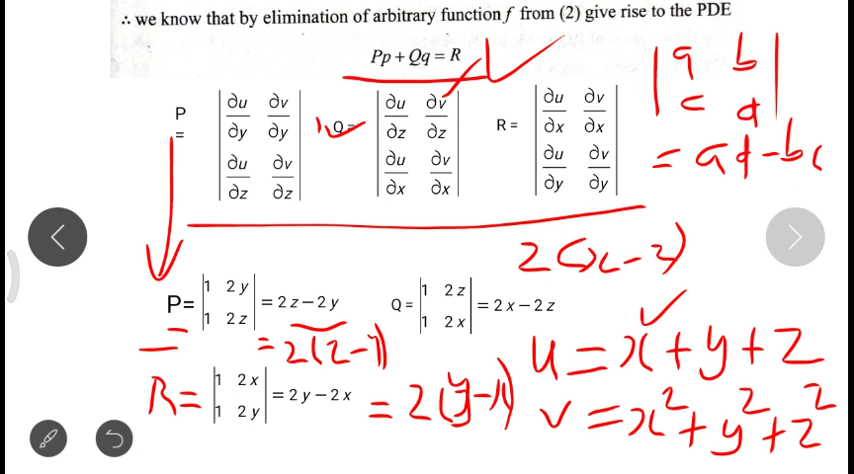 ∴ we know that by elimination of arbitrary function f from (2) give rise to the PDE
Pp + Qq = R
P = | ∂u/∂y ∂v/∂y ; ∂u/∂z ∂v/∂z | Q = | ∂u/∂z ∂v/∂z ; ∂u/∂x ∂v/∂x | R = | ∂u/∂x ∂v/∂x ; ∂u/∂y ∂v/∂y |
| a b ; c d |
= ad - bc
2(x - z)
P = | 1 2y ; 1 2z | = 2z − 2y Q = | 1 2z ; 1 2x | = 2x − 2z
= 2(z - y)
u = x + y + z
R = | 1 2x ; 1 2y | = 2y − 2x = 2(y - x)
v = x² + y² + z²